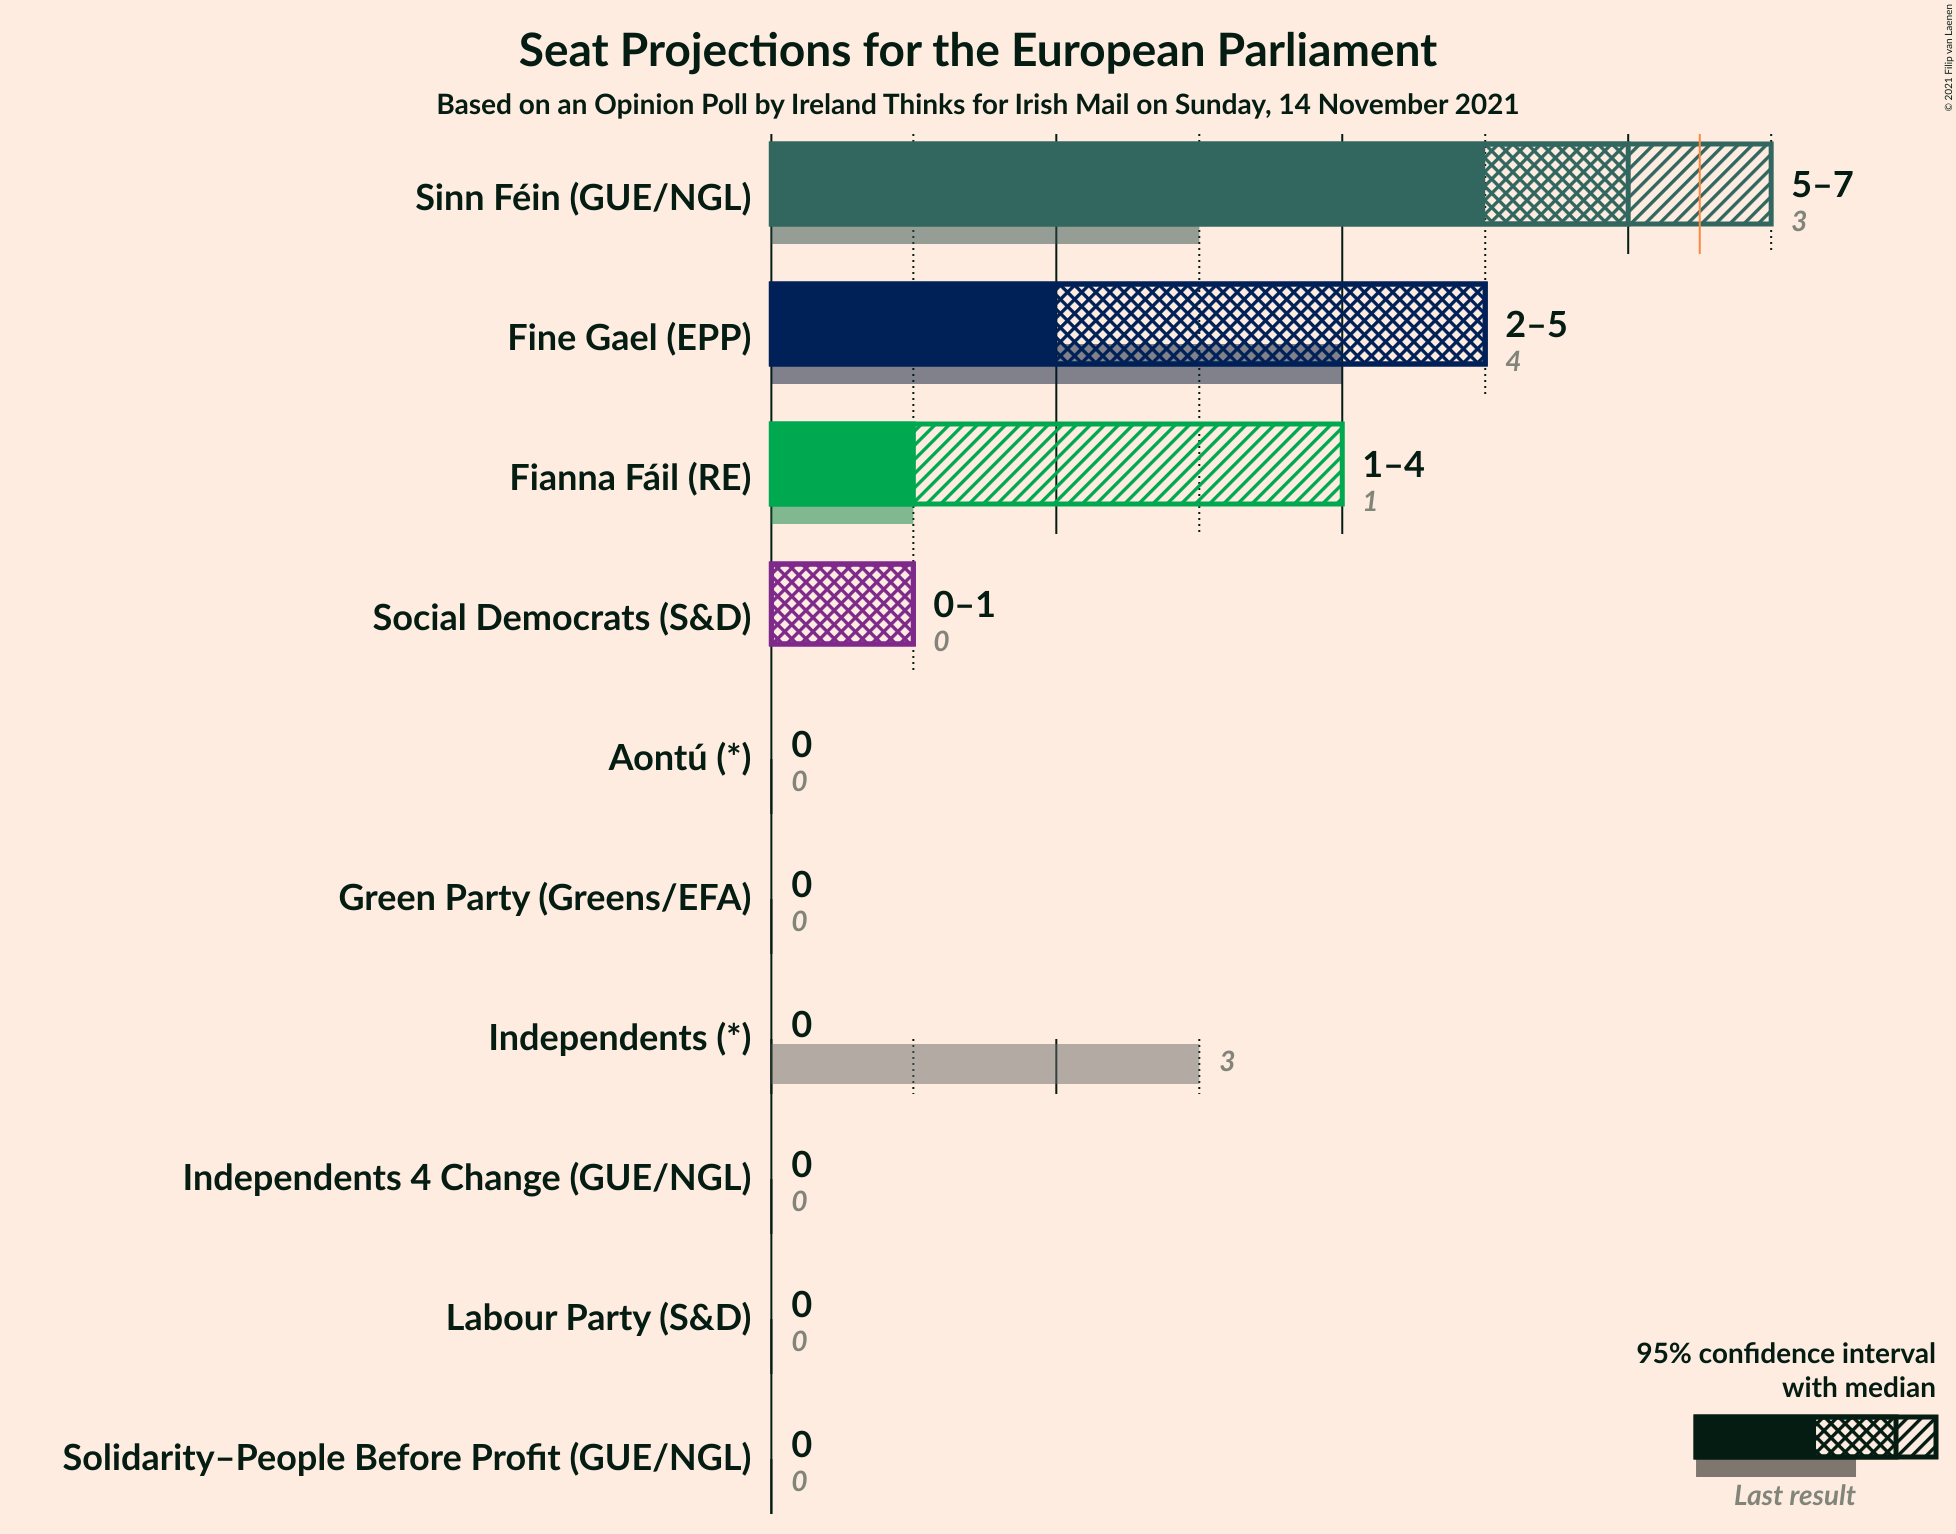 Seat Projections for the European Parliament
Based on an Opinion Poll by Ireland Thinks for Irish Mail on Sunday, 14 November 2021
© 2021 Filip van Laenen
Sinn Féin (GUE/NGL)
5–7
3
Fine Gael (EPP)
2–5
4
Fianna Fáil (RE)
1–4
1
Social Democrats (S&D)
0–1
0
Aontú (*)
0
0
Green Party (Greens/EFA)
0
0
Independents (*)
0
3
Independents 4 Change (GUE/NGL)
0
0
Labour Party (S&D)
0
0
Solidarity–People Before Profit (GUE/NGL)
0
0
95% confidence interval
with median
Last result